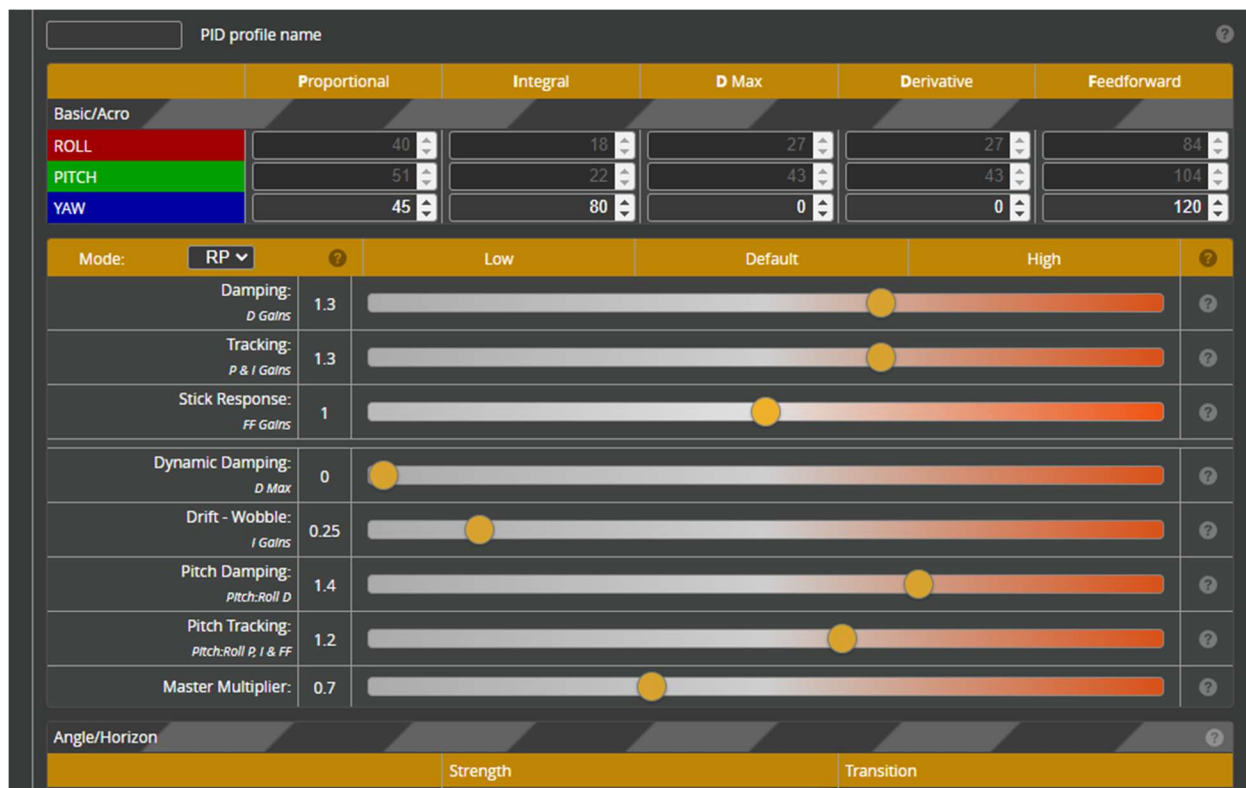 PID profile name
Proportional Integral D Max Derivative Feedforward
Basic/Acro
ROLL 40 18 27 27 84
PITCH 51 22 43 43 104
YAW 45 80 0 0 120
Mode: RP Low Default High
Damping: 1.3
D Gains
Tracking: 1.3
P & I Gains
Stick Response: 1
FF Gains
Dynamic Damping: 0
D Max
Drift - Wobble: 0.25
I Gains
Pitch Damping: 1.4
Pitch:Roll D
Pitch Tracking: 1.2
Pitch:Roll P, I & FF
Master Multiplier: 0.7
Angle/Horizon
Strength Transition